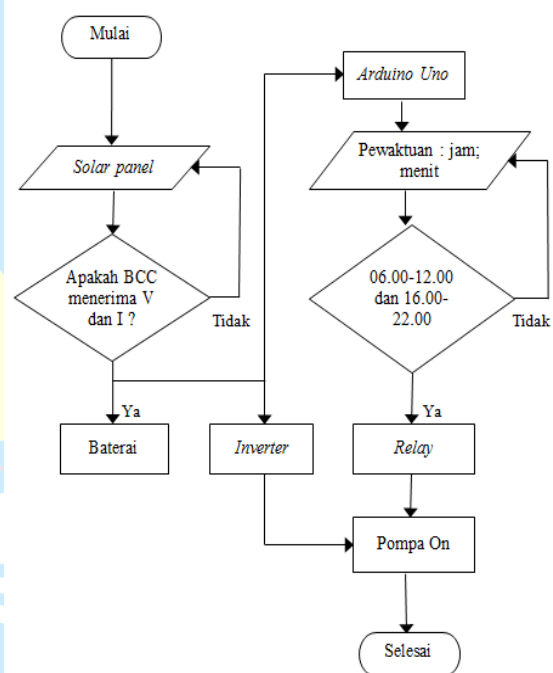 Mulai
Solar panel
Apakah BCC
menerima V
dan I ?
Tidak
Ya
Baterai
Inverter
Arduino Uno
Pewaktuan : jam;
menit
06.00-12.00
dan 16.00-
22.00
Tidak
Ya
Relay
Pompa On
Selesai